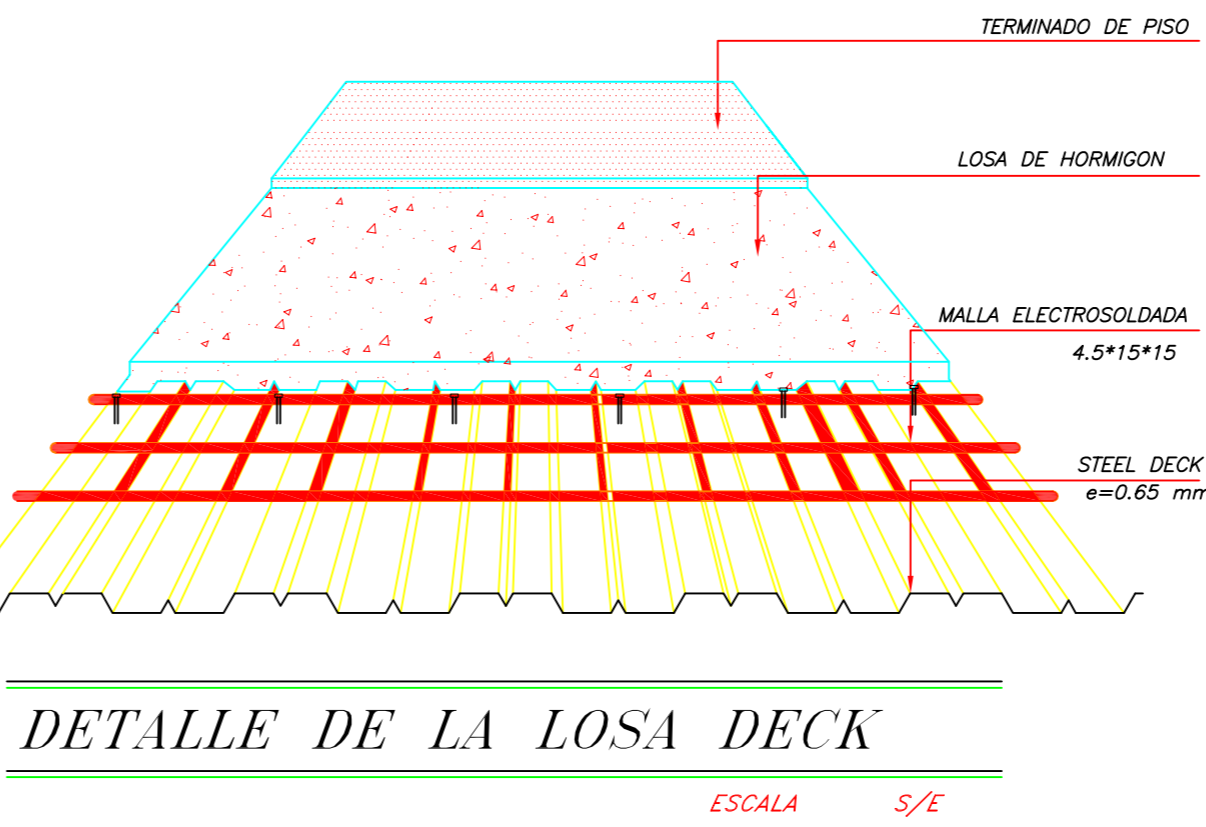 TERMINADO DE PISO
LOSA DE HORMIGON
MALLA ELECTROSOLDADA
4.5*15*15
STEEL DECK
e=0.65 mm
DETALLE DE LA LOSA DECK
ESCALA S/E